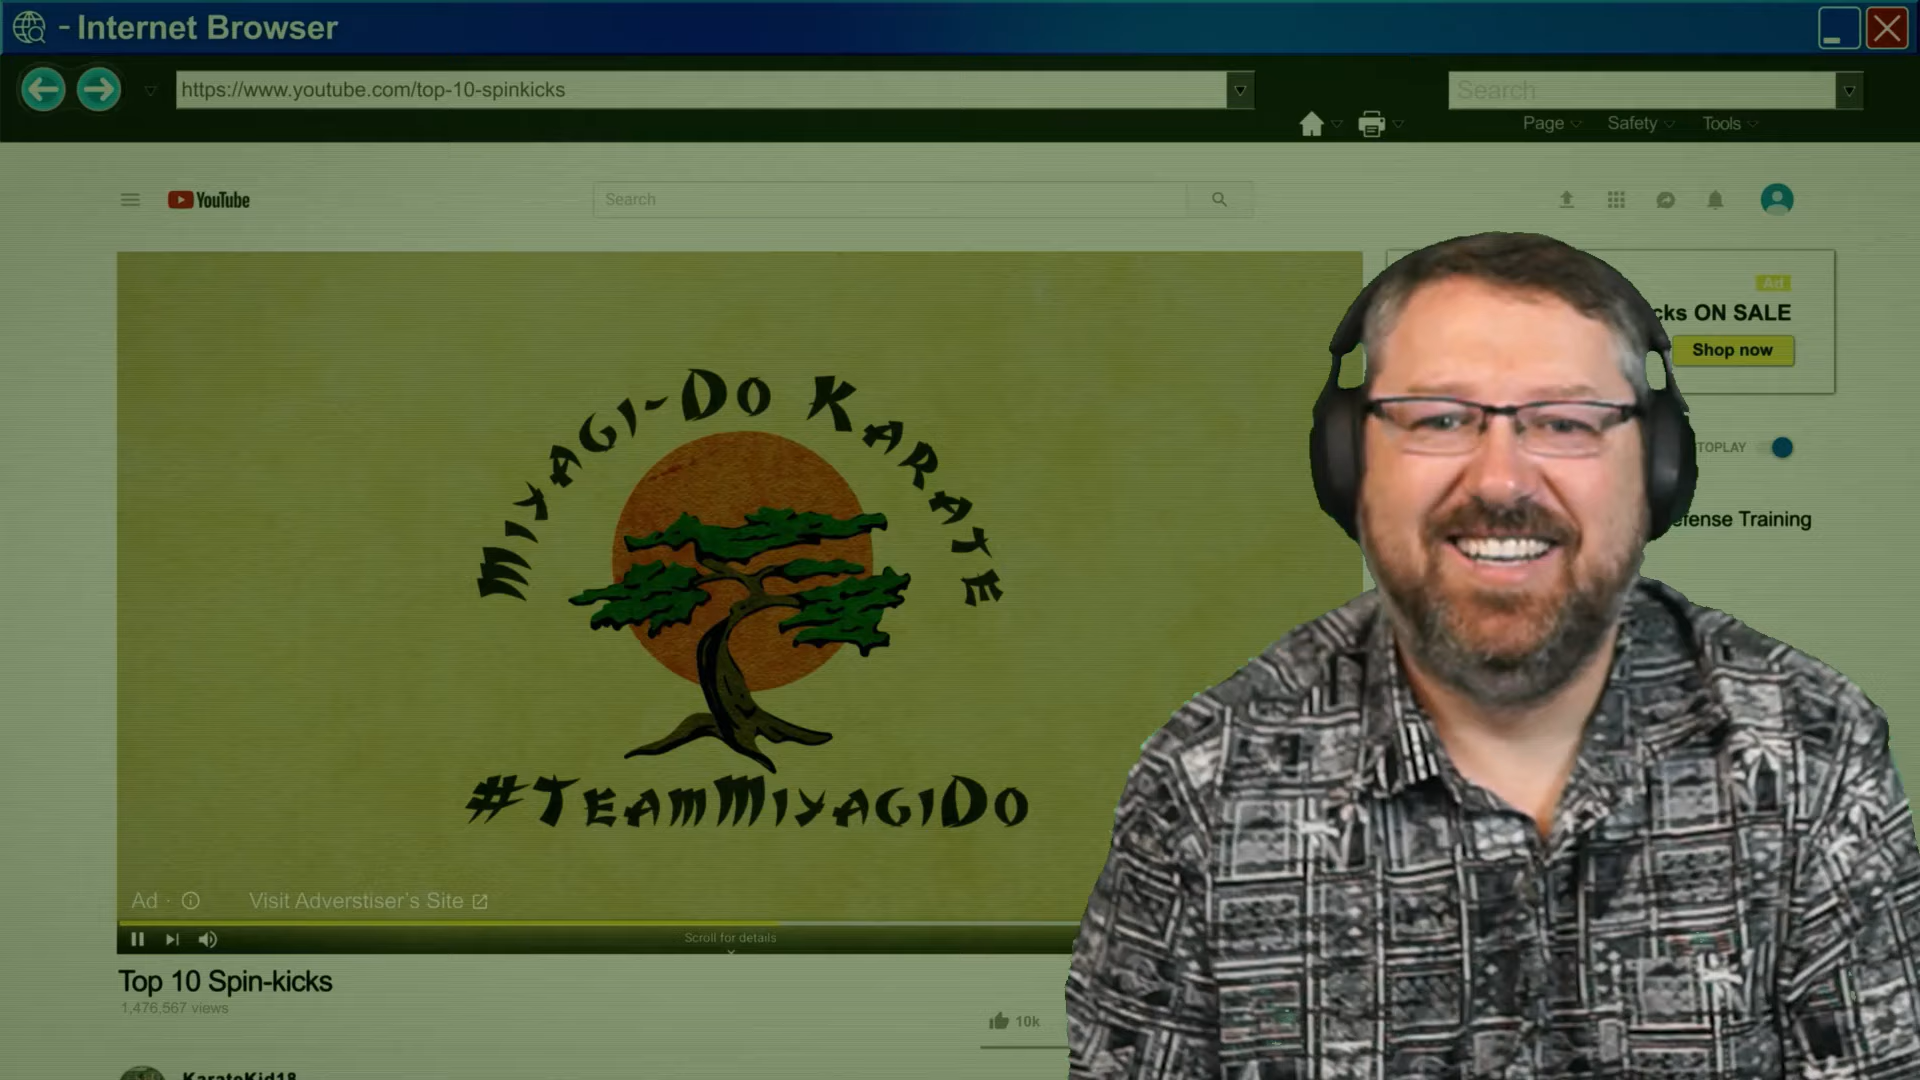 - Internet Browser
https://www.youtube.com/top-10-spinkicks
Search
Page Safety Tools
YouTube
Search
Ad
cks ON SALE
Shop now
TOPLAY
efense Training
Miyagi-Do Karate
#TeamMiyagiDo
Ad · Visit Adverstiser's Site
Scroll for details
Top 10 Spin-kicks
1,476,567 views
10k
KarateKid18